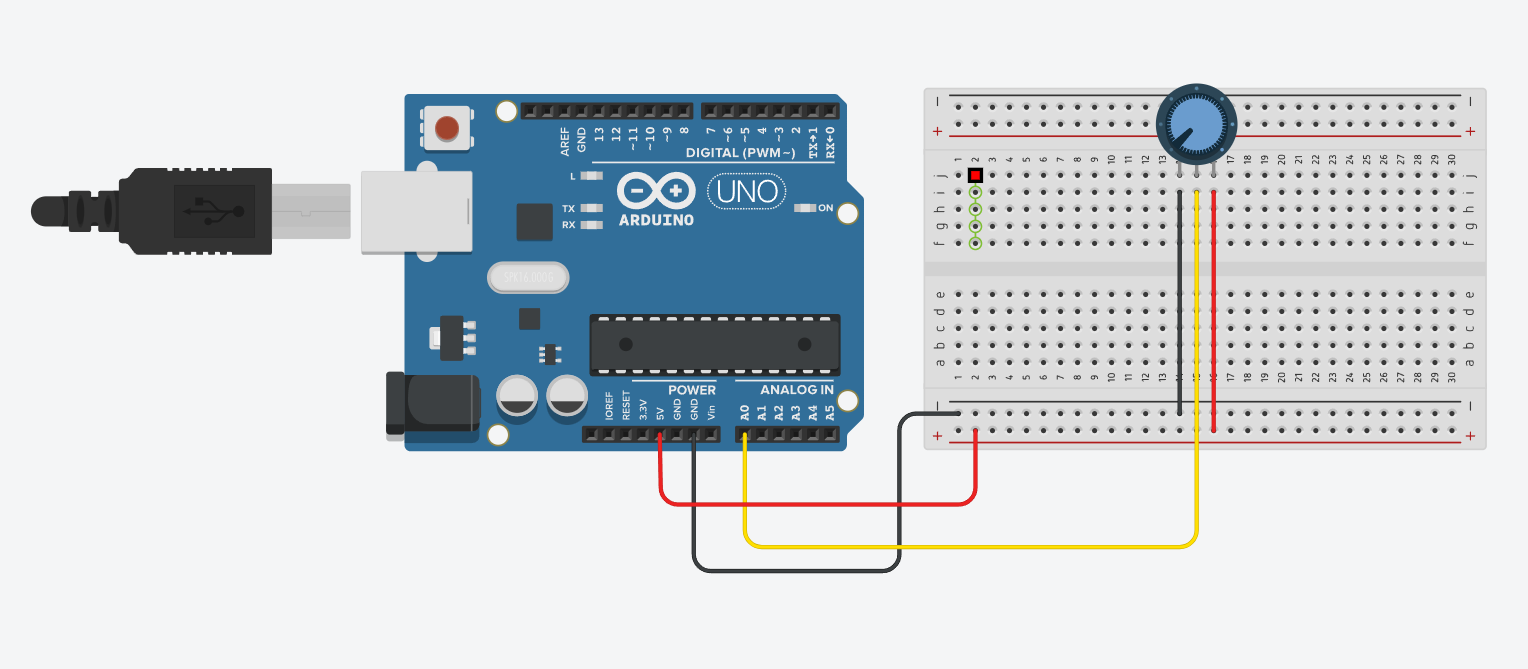 AREF
GND
13
12
~11
~10
~9
8
7
~6
~5
4
~3
2
TX→1
RX←0
DIGITAL (PWM~)
L
TX
RX
ARDUINO
UNO
ON
IOREF
RESET
3.3V
5V
GND
GND
Vin
POWER
A0
A1
A2
A3
A4
A5
ANALOG IN
− −
+ +
1 2 3 4 5 6 7 8 9 10 11 12 13 17 18 19 20 21 22 23 24 25 26 27 28 29 30
j j
i i
h h
g g
f f
e e
d d
c c
b b
a a
1 2 3 4 5 6 7 8 9 10 11 12 13 14 15 16 17 18 19 20 21 22 23 24 25 26 27 28 29 30
− −
+ +